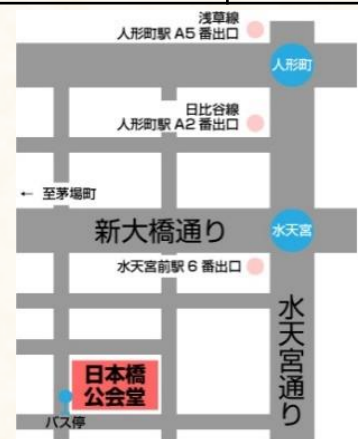 浅草線
人形町駅 A5 番出口
人形町
日比谷線
人形町駅 A2 番出口
← 至茅場町
新大橋通り
水天宮
水天宮前駅 6 番出口
水天宮通り
日本橋
公会堂
バス停